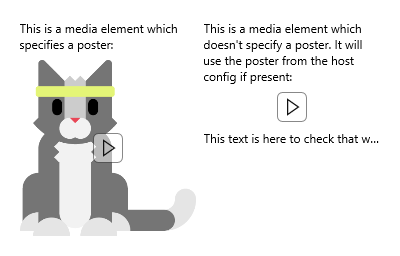 This is a media element which
specifies a poster:
This is a media element which
doesn't specify a poster. It will
use the poster from the host
config if present:
This text is here to check that w...